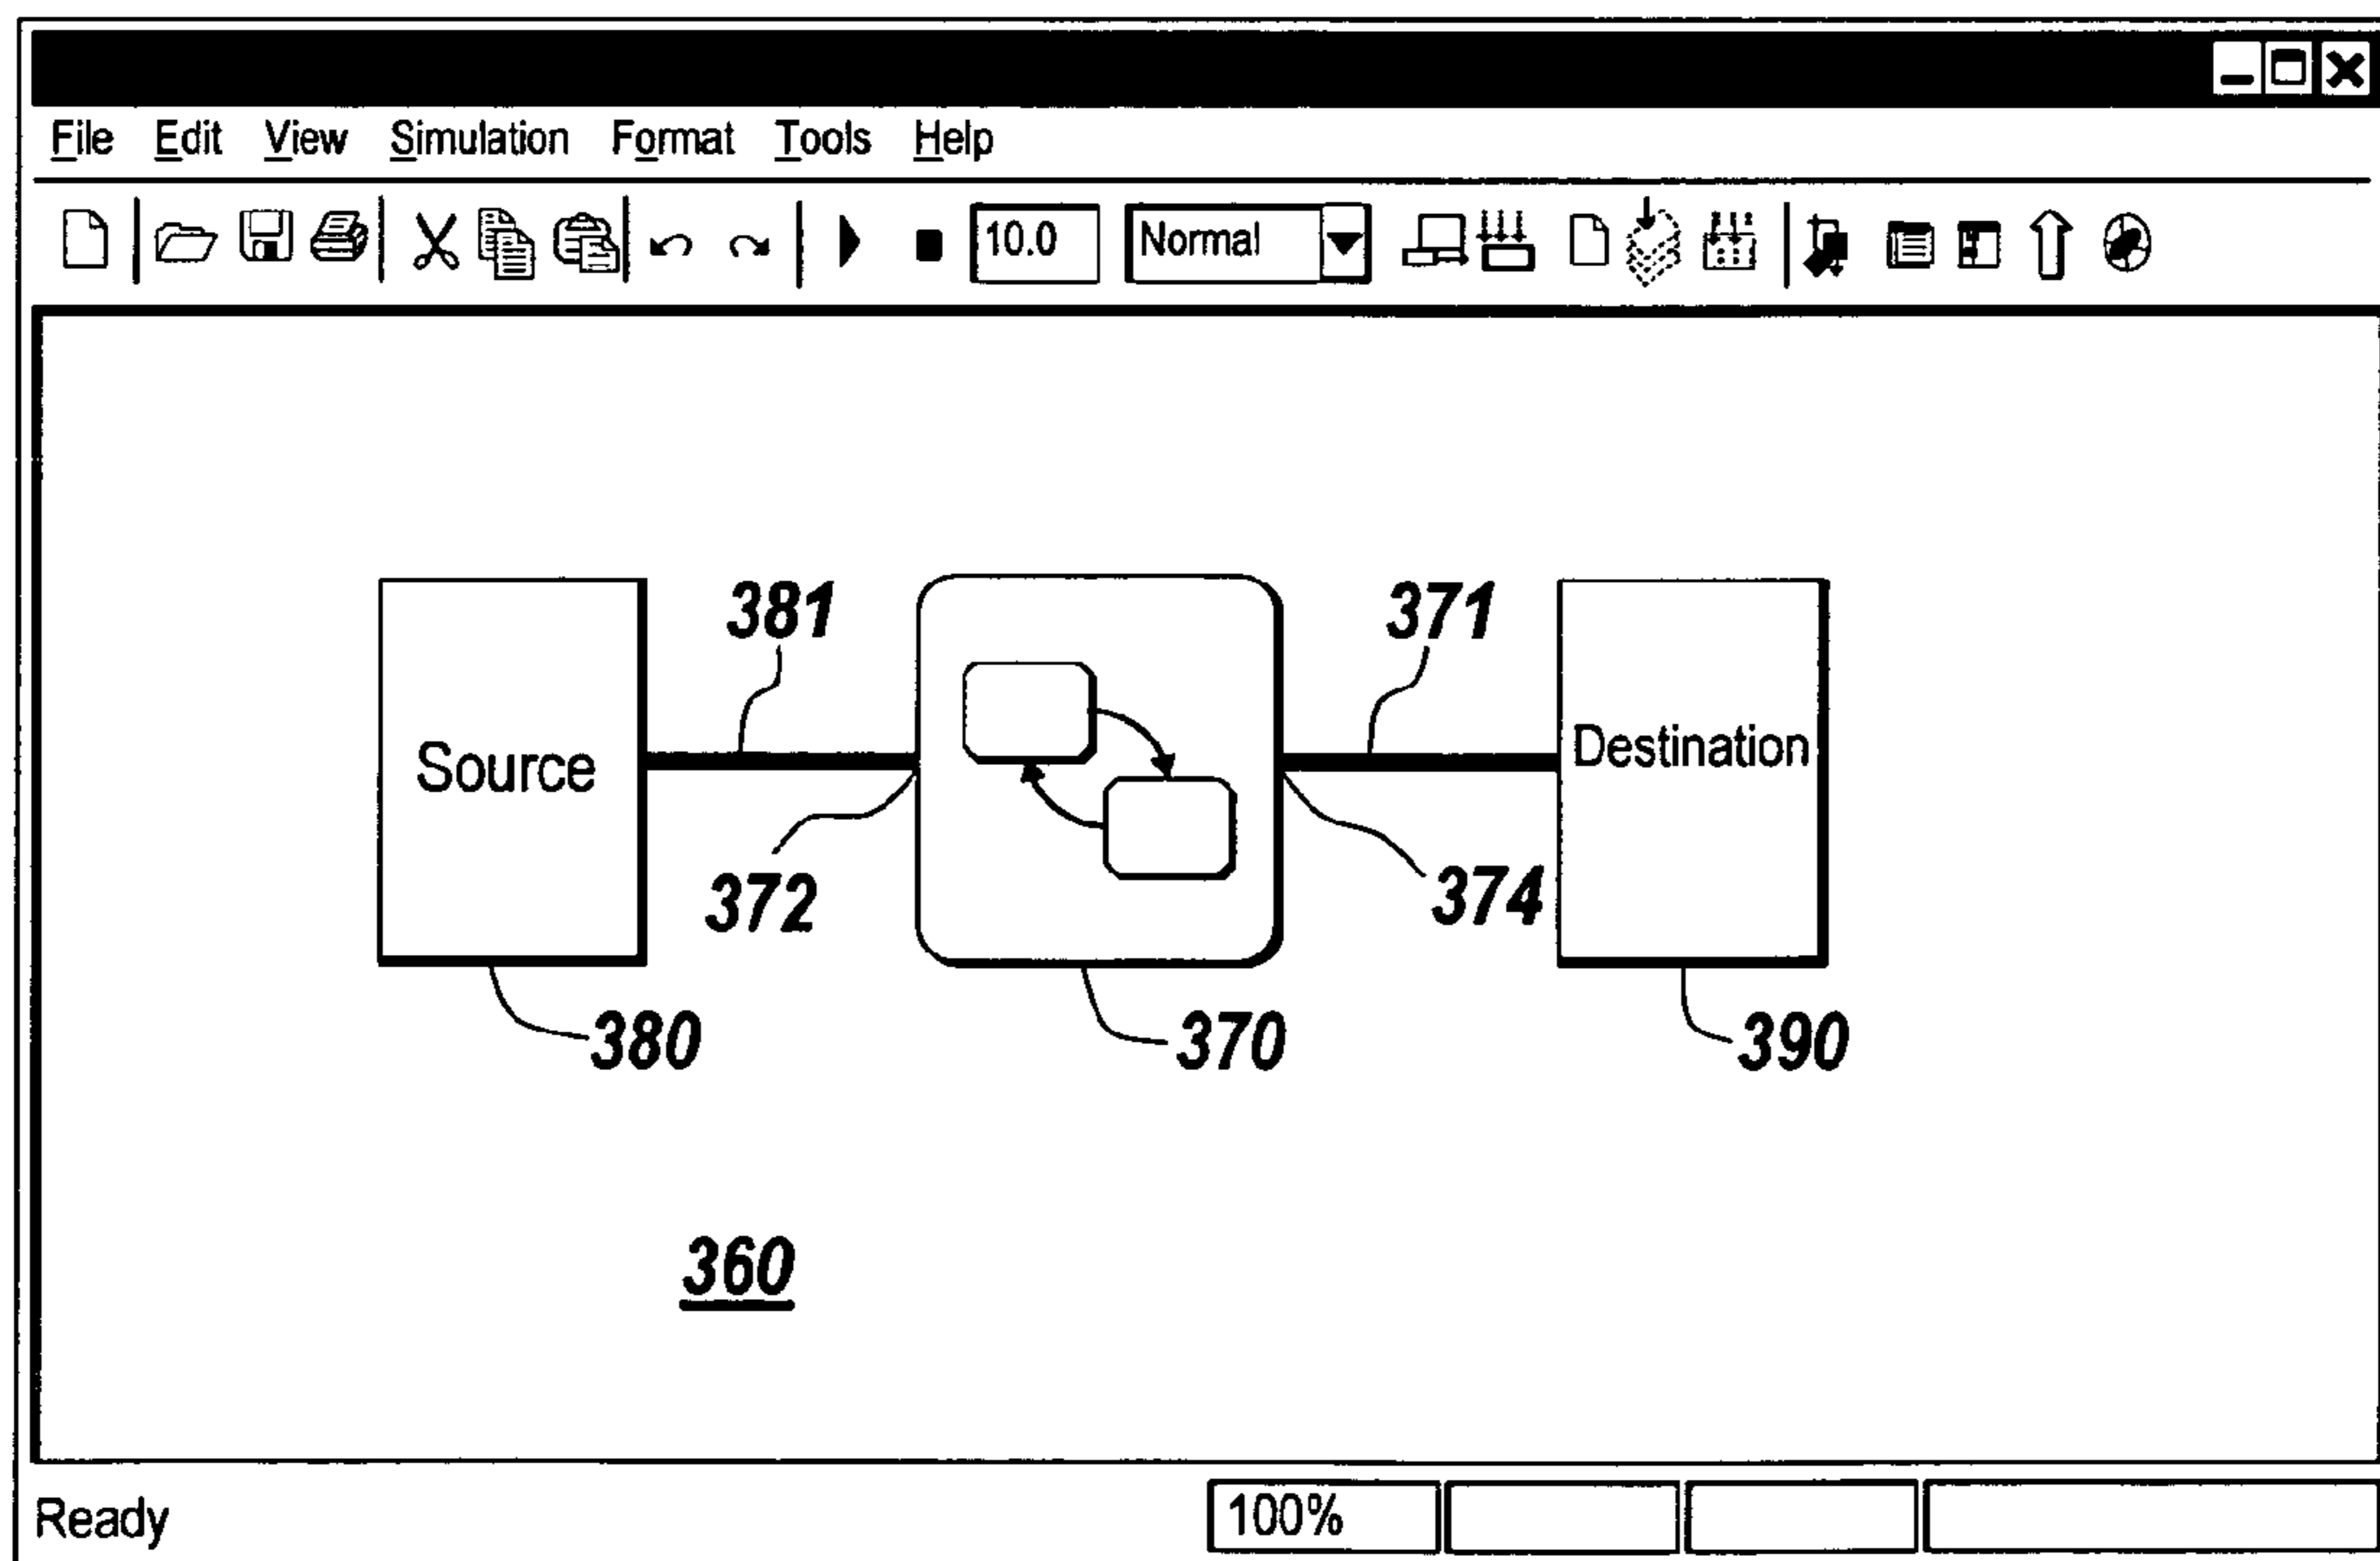 File Edit View Simulation Format Tools Help
10.0 Normal
381 371
Source Destination
372 374
380 370 390
360
Ready 100%